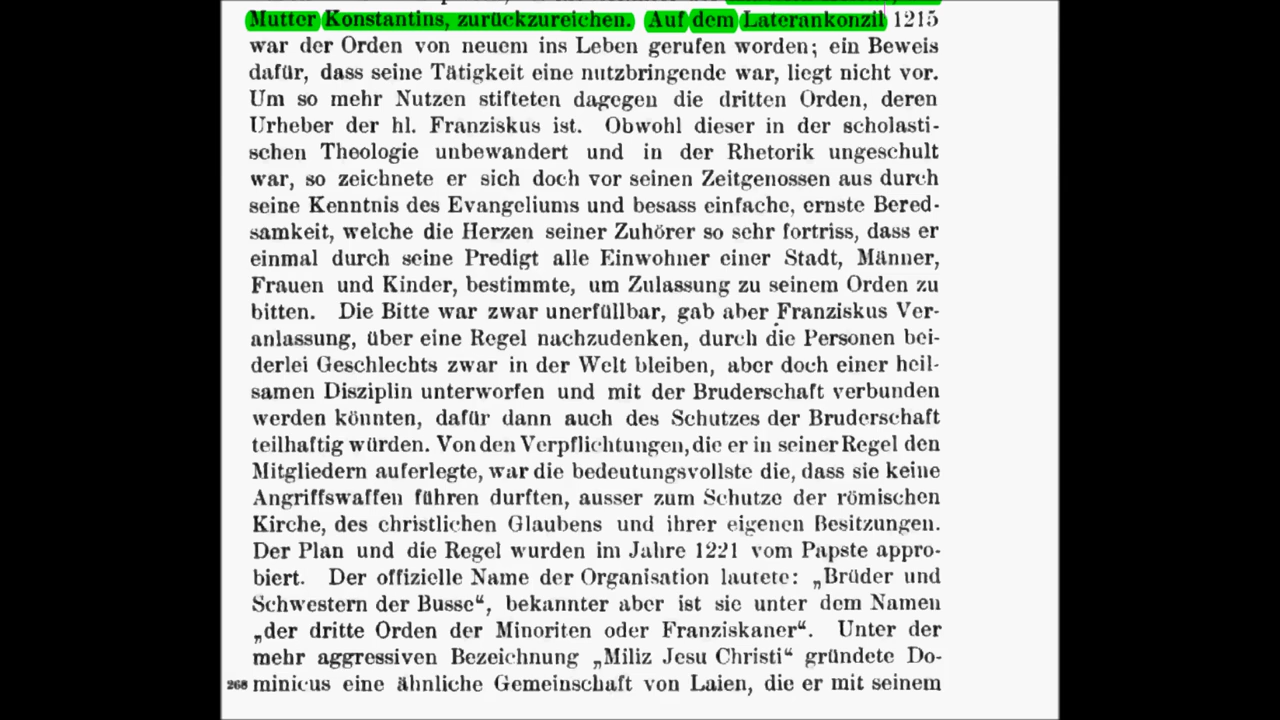 Mutter Konstantins, zurückzureichen. Auf dem Laterankonzil 1215
war der Orden von neuem ins Leben gerufen worden; ein Beweis
dafür, dass seine Tätigkeit eine nutzbringende war, liegt nicht vor.
Um so mehr Nutzen stifteten dagegen die dritten Orden, deren
Urheber der hl. Franziskus ist. Obwohl dieser in der scholasti-
schen Theologie unbewandert und in der Rhetorik ungeschult
war, so zeichnete er sich doch vor seinen Zeitgenossen aus durch
seine Kenntnis des Evangeliums und besass einfache, ernste Bered-
samkeit, welche die Herzen seiner Zuhörer so sehr fortriss, dass er
einmal durch seine Predigt alle Einwohner einer Stadt, Männer,
Frauen und Kinder, bestimmte, um Zulassung zu seinem Orden zu
bitten. Die Bitte war zwar unerfüllbar, gab aber Franziskus Ver-
anlassung, über eine Regel nachzudenken, durch die Personen bei-
derlei Geschlechts zwar in der Welt bleiben, aber doch einer heil-
samen Disziplin unterworfen und mit der Bruderschaft verbunden
werden könnten, dafür dann auch des Schutzes der Bruderschaft
teilhaftig würden. Von den Verpflichtungen, die er in seiner Regel den
Mitgliedern auferlegte, war die bedeutungsvollste die, dass sie keine
Angriffswaffen führen durften, ausser zum Schutze der römischen
Kirche, des christlichen Glaubens und ihrer eigenen Besitzungen.
Der Plan und die Regel wurden im Jahre 1221 vom Papste appro-
biert. Der offizielle Name der Organisation lautete: „Brüder und
Schwestern der Busse“, bekannter aber ist sie unter dem Namen
„der dritte Orden der Minoriten oder Franziskaner“. Unter der
mehr aggressiven Bezeichnung „Miliz Jesu Christi“ gründete Do-
268 minicus eine ähnliche Gemeinschaft von Laien, die er mit seinem